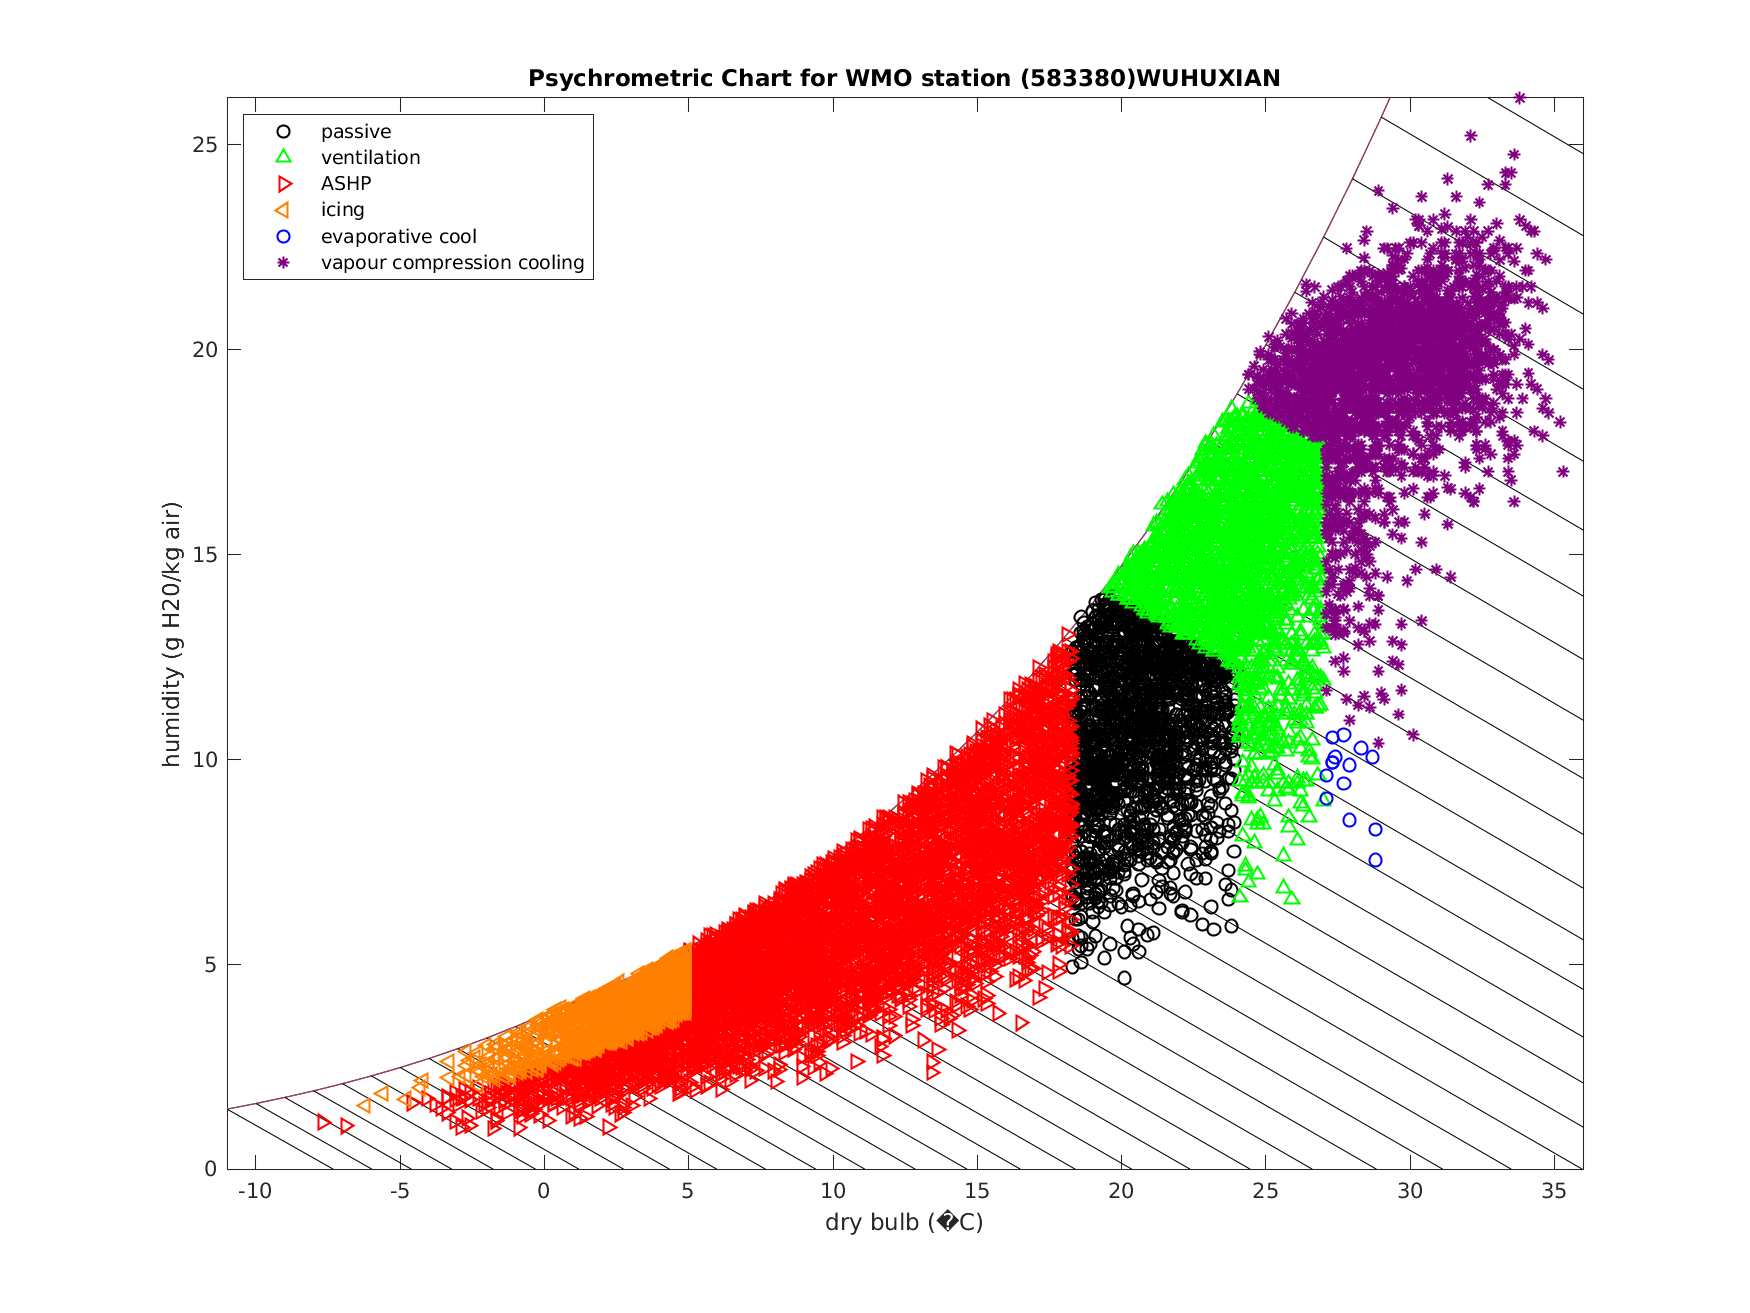 Psychrometric Chart for WMO station (583380)WUHUXIAN
passive
ventilation
ASHP
icing
evaporative cool
vapour compression cooling
humidity (g H20/kg air)
25
20
15
10
5
0
-10 -5 0 5 10 15 20 25 30 35
dry bulb (�C)